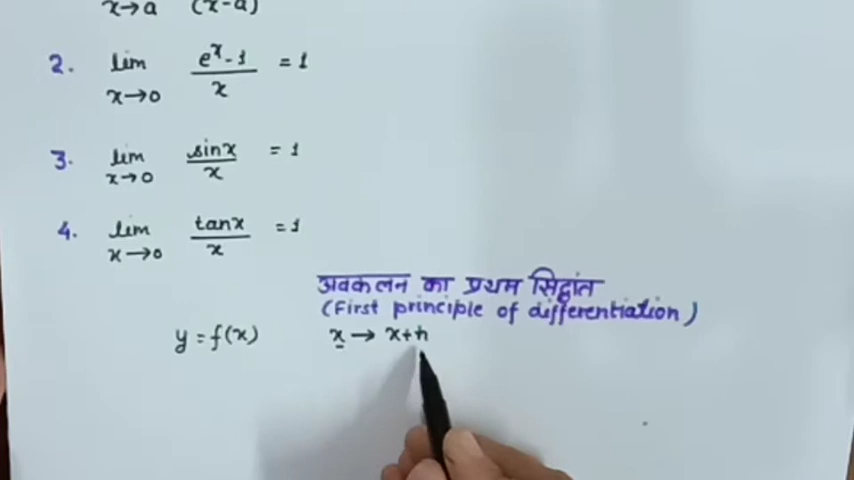 x→a (x-a)
2. lim e^x-1 = 1
x→0 x
3. lim sinx = 1
x→0 x
4. lim tanx = 1
x→0 x
अवकलन का प्रथम सिद्धांत
(First principle of differentiation)
y = f(x) x → x+h